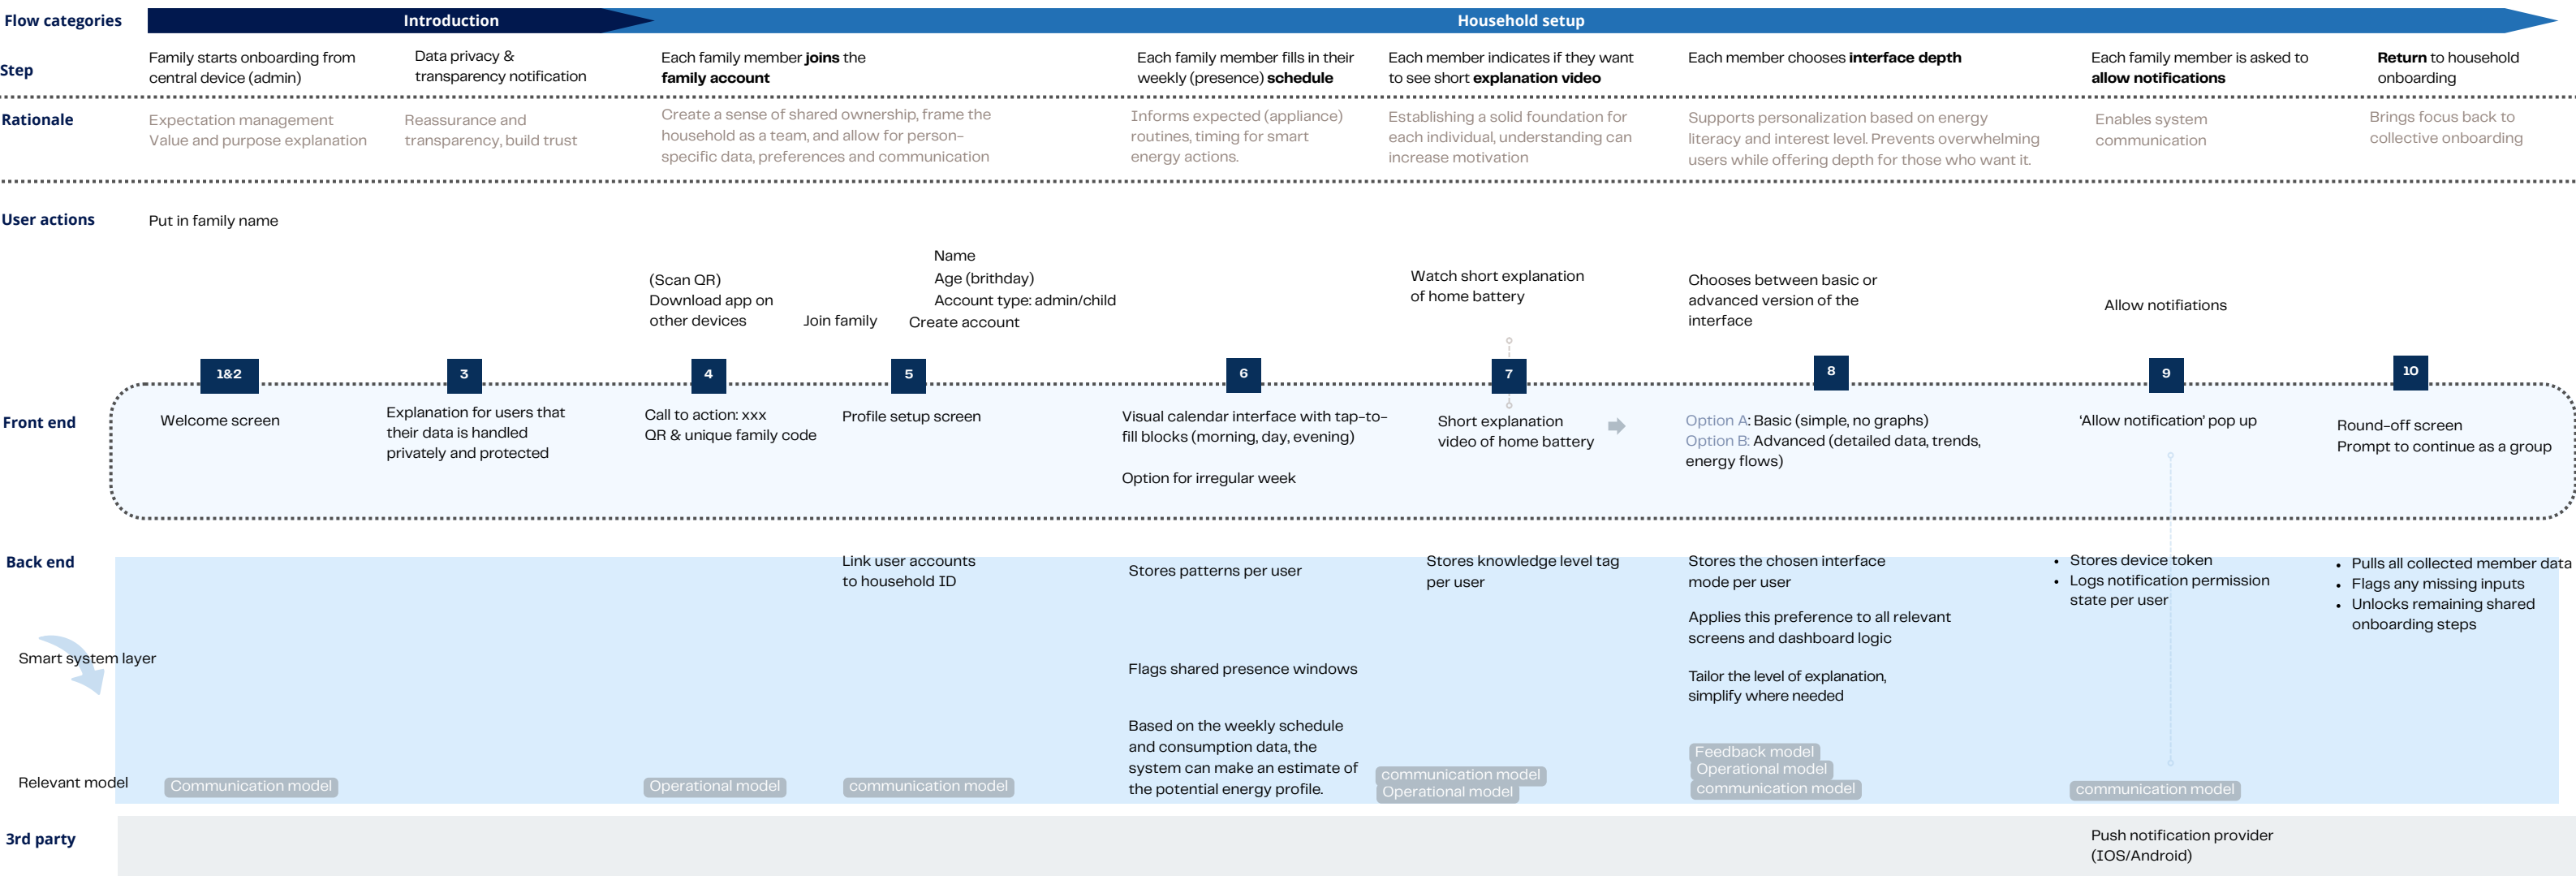 Flow categories
Introduction
Household setup
Step
Family starts onboarding from
central device (admin)
Data privacy &
transparency notification
Each family member joins the
family account
Each family member fills in their
weekly (presence) schedule
Each member indicates if they want
to see short explanation video
Each member chooses interface depth
Each family member is asked to
allow notifications
Return to household
onboarding
Rationale
Expectation management
Value and purpose explanation
Reassurance and
transparency, build trust
Create a sense of shared ownership, frame the
household as a team, and allow for person-
specific data, preferences and communication
Informs expected (appliance)
routines, timing for smart
energy actions.
Establishing a solid foundation for
each individual, understanding can
increase motivation
Supports personalization based on energy
literacy and interest level. Prevents overwhelming
users while offering depth for those who want it.
Enables system
communication
Brings focus back to
collective onboarding
User actions
Put in family name
(Scan QR)
Download app on
other devices
Join family
Name
Age (brithday)
Account type: admin/child
Create account
Watch short explanation
of home battery
Chooses between basic or
advanced version of the
interface
Allow notifiations
1&2
3
4
5
6
7
8
9
10
Front end
Welcome screen
Explanation for users that
their data is handled
privately and protected
Call to action: xxx
QR & unique family code
Profile setup screen
Visual calendar interface with tap-to-
fill blocks (morning, day, evening)
Option for irregular week
Short explanation
video of home battery
Option A: Basic (simple, no graphs)
Option B: Advanced (detailed data, trends,
energy flows)
‘Allow notification’ pop up
Round-off screen
Prompt to continue as a group
Back end
Link user accounts
to household ID
Stores patterns per user
Stores knowledge level tag
per user
Stores the chosen interface
mode per user
Applies this preference to all relevant
screens and dashboard logic
• Stores device token
• Logs notification permission
state per user
• Pulls all collected member data
• Flags any missing inputs
• Unlocks remaining shared
onboarding steps
Smart system layer
Flags shared presence windows
Tailor the level of explanation,
simplify where needed
Based on the weekly schedule
and consumption data, the
system can make an estimate of
the potential energy profile.
Relevant model
Communication model
Operational model
communication model
communication model
Operational model
Feedback model
Operational model
communication model
communication model
3rd party
Push notification provider
(IOS/Android)